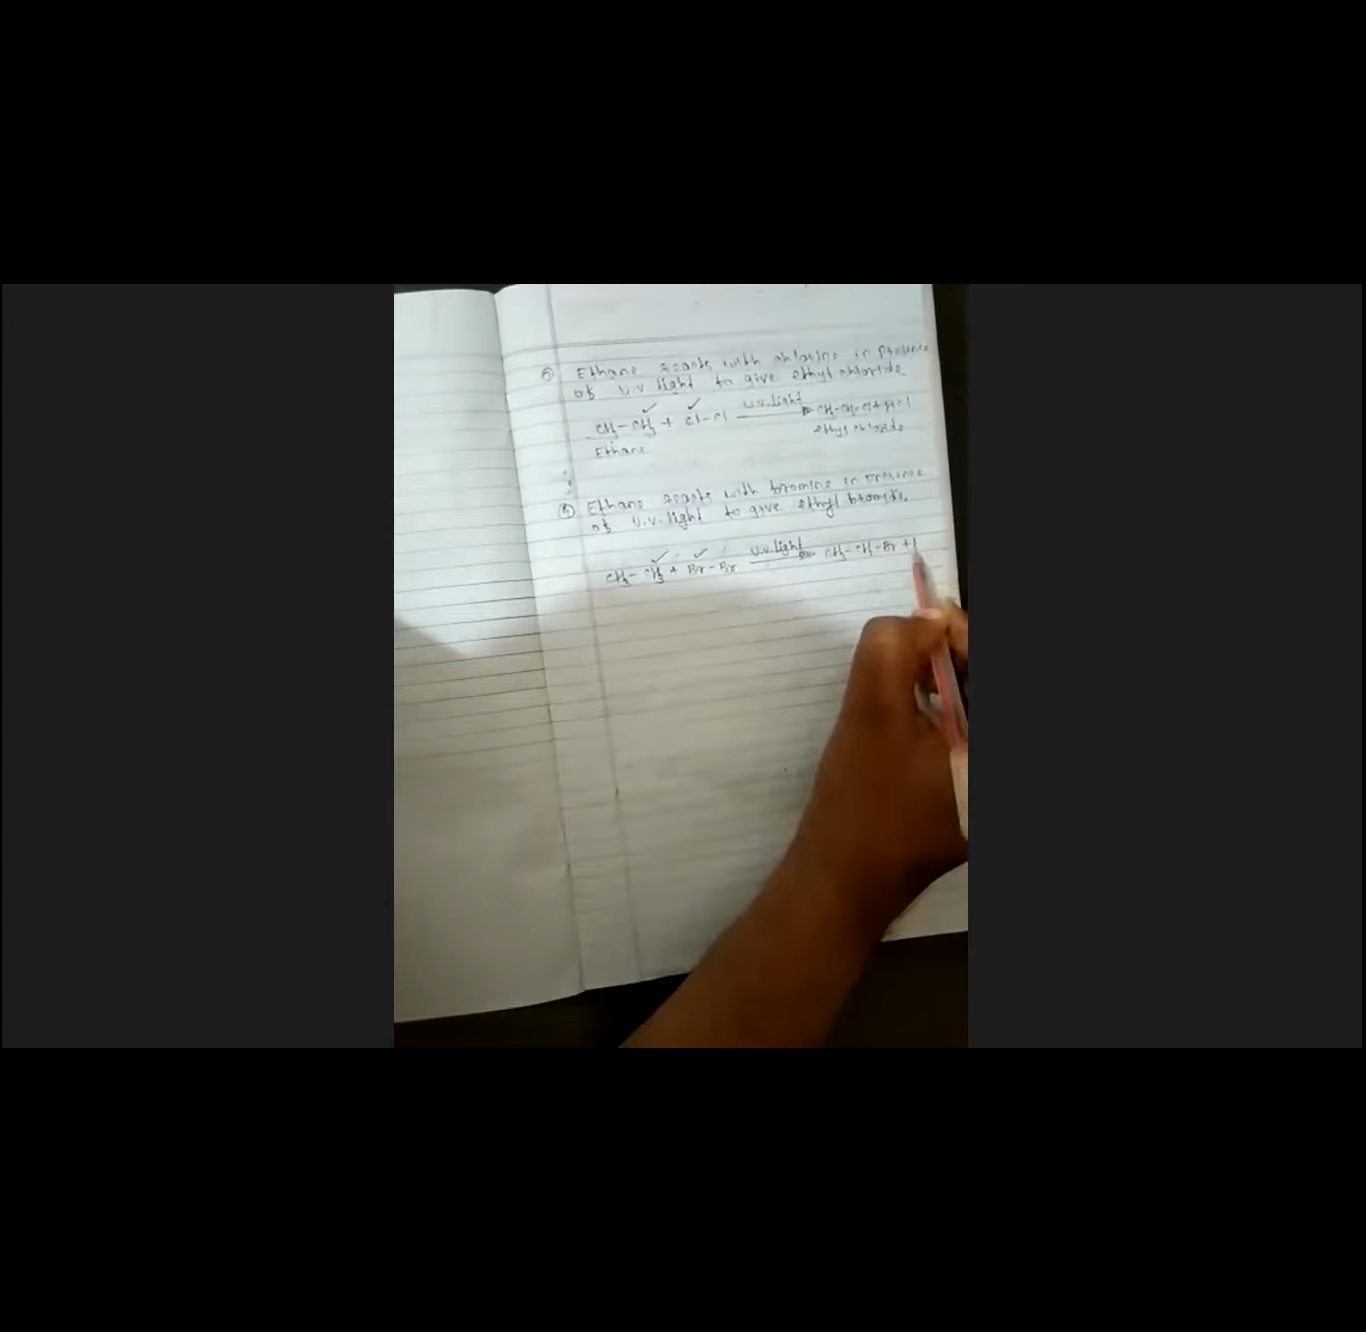 Ethane reacts with chlorine in presence
of U.V. light to give ethyl chloride
CH3 - CH3 + Cl - Cl U.V. light CH3-CH2-Cl + HCl
Ethane ethyl chloride
Ethane reacts with bromine in presence
of U.V. light to give ethyl bromide.
CH3 - CH3 + Br - Br U.V. light CH3 - CH2 - Br +